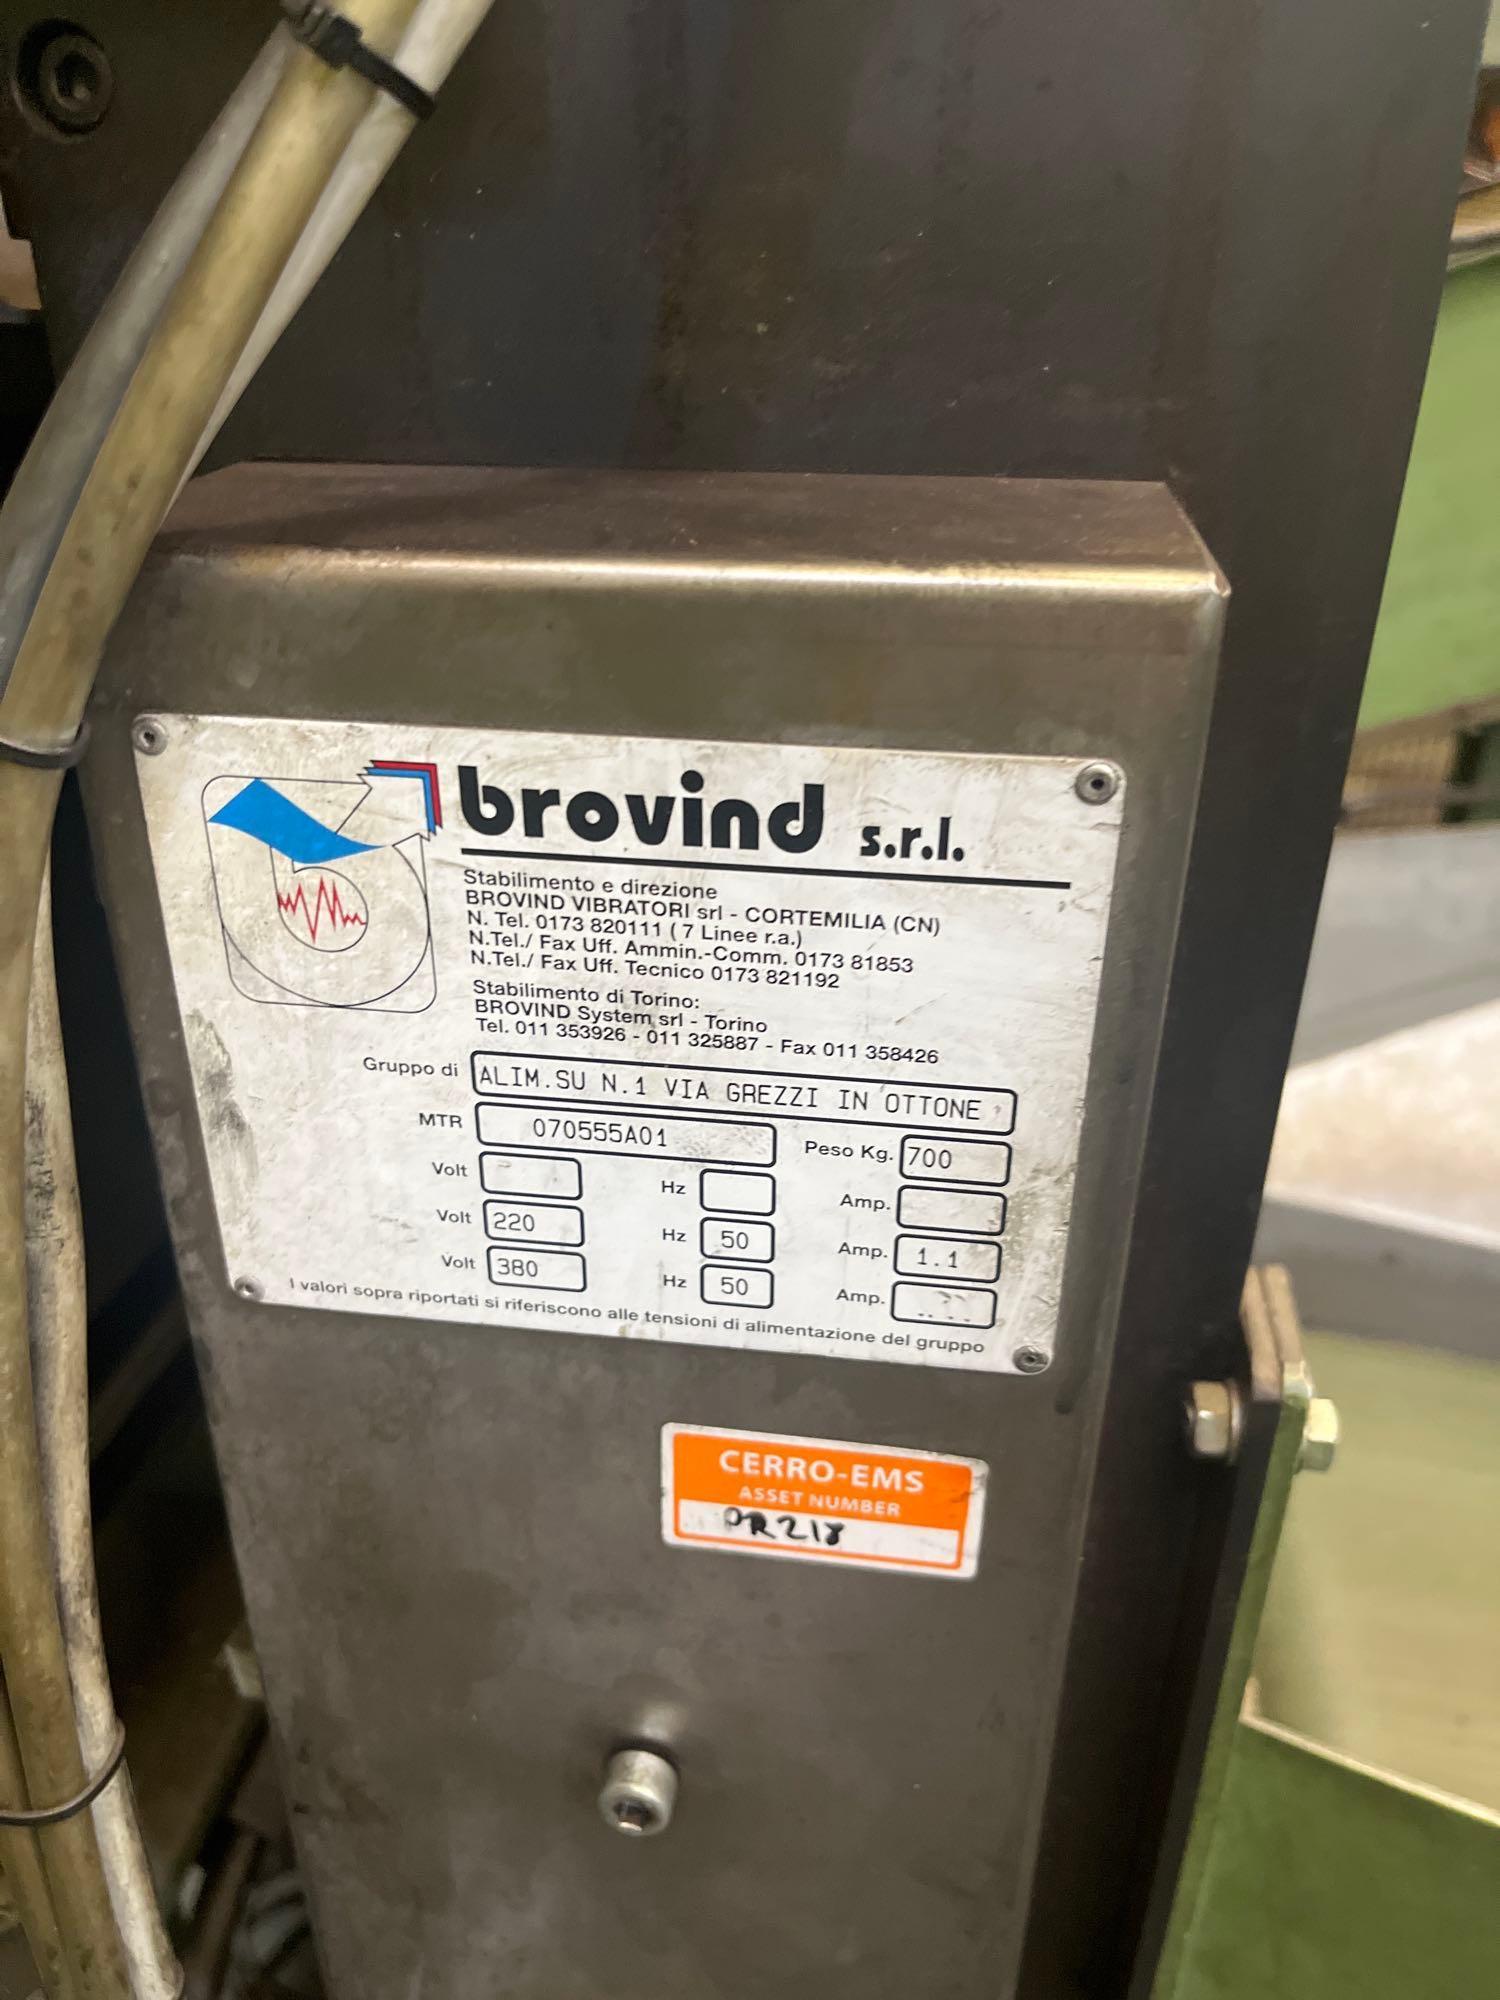 brovind s.r.l.
Stabilimento e direzione
BROVIND VIBRATORI srl - CORTEMILIA (CN)
N. Tel. 0173 820111 ( 7 Linee r.a.)
N.Tel./ Fax Uff. Ammin.-Comm. 0173 81853
N.Tel./ Fax Uff. Tecnico 0173 821192
Stabilimento di Torino:
BROVIND System srl - Torino
Tel. 011 353926 - 011 325887 - Fax 011 358426
Gruppo di ALIM.SU N.1 VIA GREZZI IN OTTONE
MTR 070555A01 Peso Kg. 700
Volt Hz Amp.
Volt 220 Hz 50 Amp. 1.1
Volt 380 Hz 50 Amp.
I valori sopra riportati si riferiscono alle tensioni di alimentazione del gruppo
CERRO-EMS
ASSET NUMBER
PR218